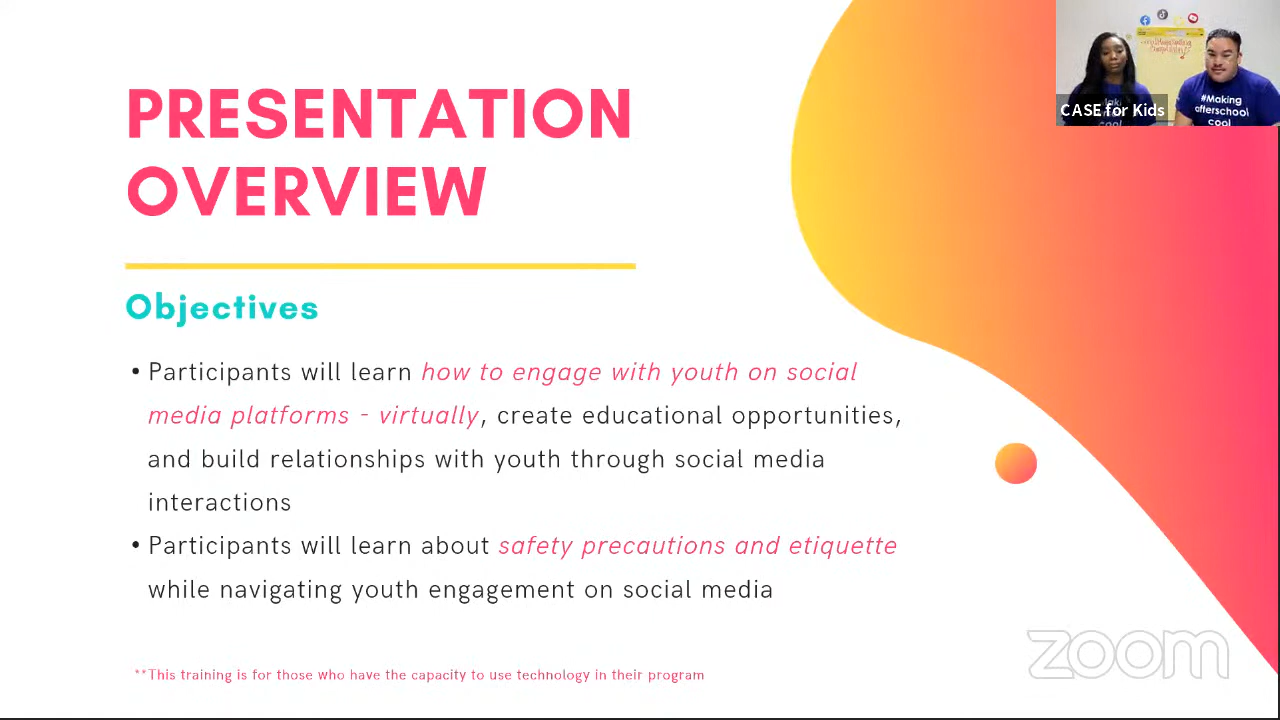 PRESENTATION
OVERVIEW
Objectives
• Participants will learn how to engage with youth on social
media platforms - virtually, create educational opportunities,
and build relationships with youth through social media
interactions
• Participants will learn about safety precautions and etiquette
while navigating youth engagement on social media
**This training is for those who have the capacity to use technology in their program
CASE for Kids
#Making
afterschool
cool
cool
zoom